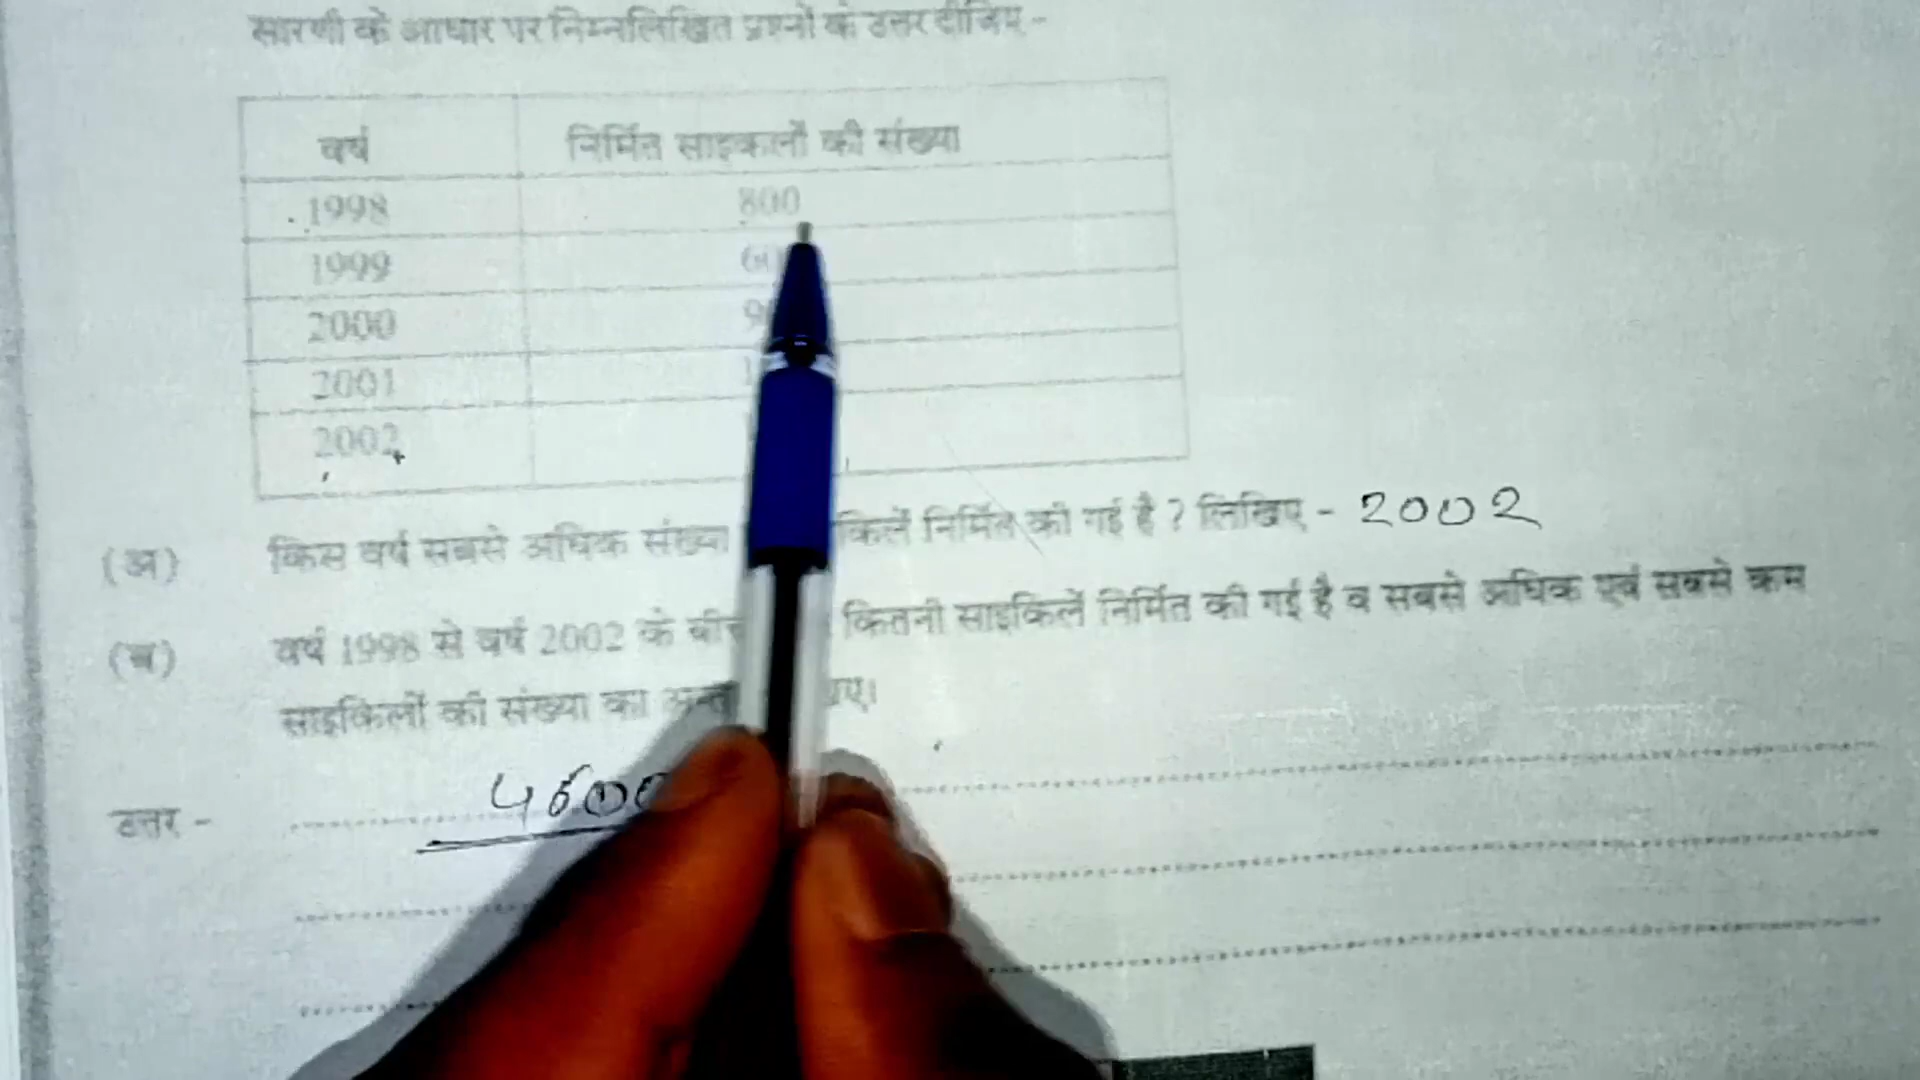 सारणी के आधार पर निम्नलिखित प्रश्नों के उत्तर दीजिए -
वर्ष निर्मित साइकलों की संख्या
1998 800
1999
2000
2001
2002
(अ) किस वर्ष सबसे अधिक संख्या किलें निर्मित की गई है ? लिखिए - 2002
(ब) वर्ष 1998 से वर्ष 2002 के कितनी साइकिलें निर्मित की गई है व सबसे अधिक एवं सबसे कम
साइकिलों की संख्या का
उत्तर -